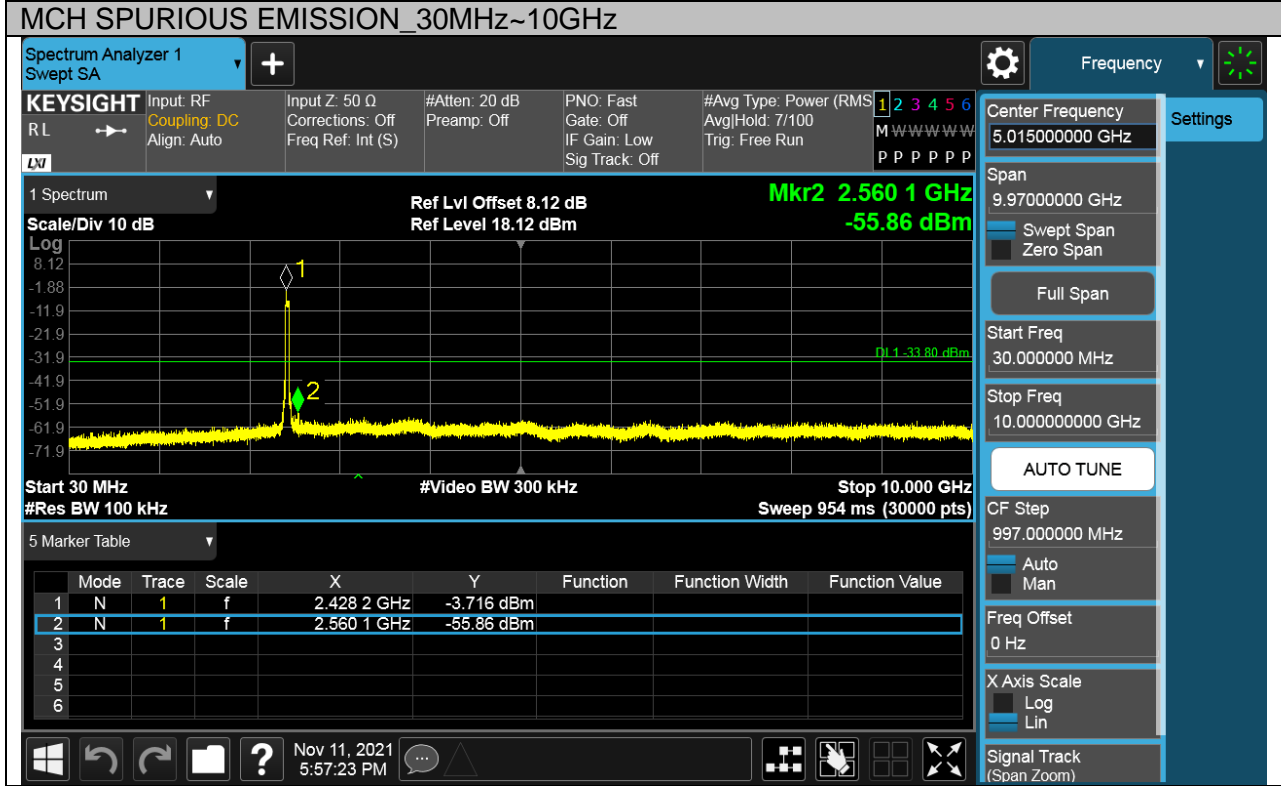 MCH SPURIOUS EMISSION_30MHz~10GHz
Spectrum Analyzer 1
Swept SA
+
Frequency
KEYSIGHT
RL
LXI
Input: RF
Coupling: DC
Align: Auto
Input Z: 50 Ω
Corrections: Off
Freq Ref: Int (S)
#Atten: 20 dB
Preamp: Off
PNO: Fast
Gate: Off
IF Gain: Low
Sig Track: Off
#Avg Type: Power (RMS
Avg|Hold: 7/100
Trig: Free Run
1 2 3 4 5 6
M W W W W W
P P P P P P
1 Spectrum
Scale/Div 10 dB
Ref Lvl Offset 8.12 dB
Ref Level 18.12 dBm
Mkr2 2.560 1 GHz
-55.86 dBm
Log
8.12
-1.88
-11.9
-21.9
-31.9
-41.9
-51.9
-61.9
-71.9
1
2
DL1 -33.80 dBm
Start 30 MHz
#Video BW 300 kHz
Stop 10.000 GHz
#Res BW 100 kHz
Sweep 954 ms (30000 pts)
5 Marker Table
Mode Trace Scale X Y Function Function Width Function Value
1 N 1 f 2.428 2 GHz -3.716 dBm
2 N 1 f 2.560 1 GHz -55.86 dBm
3
4
5
6
?
Nov 11, 2021
5:57:23 PM
Settings
Center Frequency
5.015000000 GHz
Span
9.97000000 GHz
Swept Span
Zero Span
Full Span
Start Freq
30.000000 MHz
Stop Freq
10.000000000 GHz
AUTO TUNE
CF Step
997.000000 MHz
Auto
Man
Freq Offset
0 Hz
X Axis Scale
Log
Lin
Signal Track
(Span Zoom)